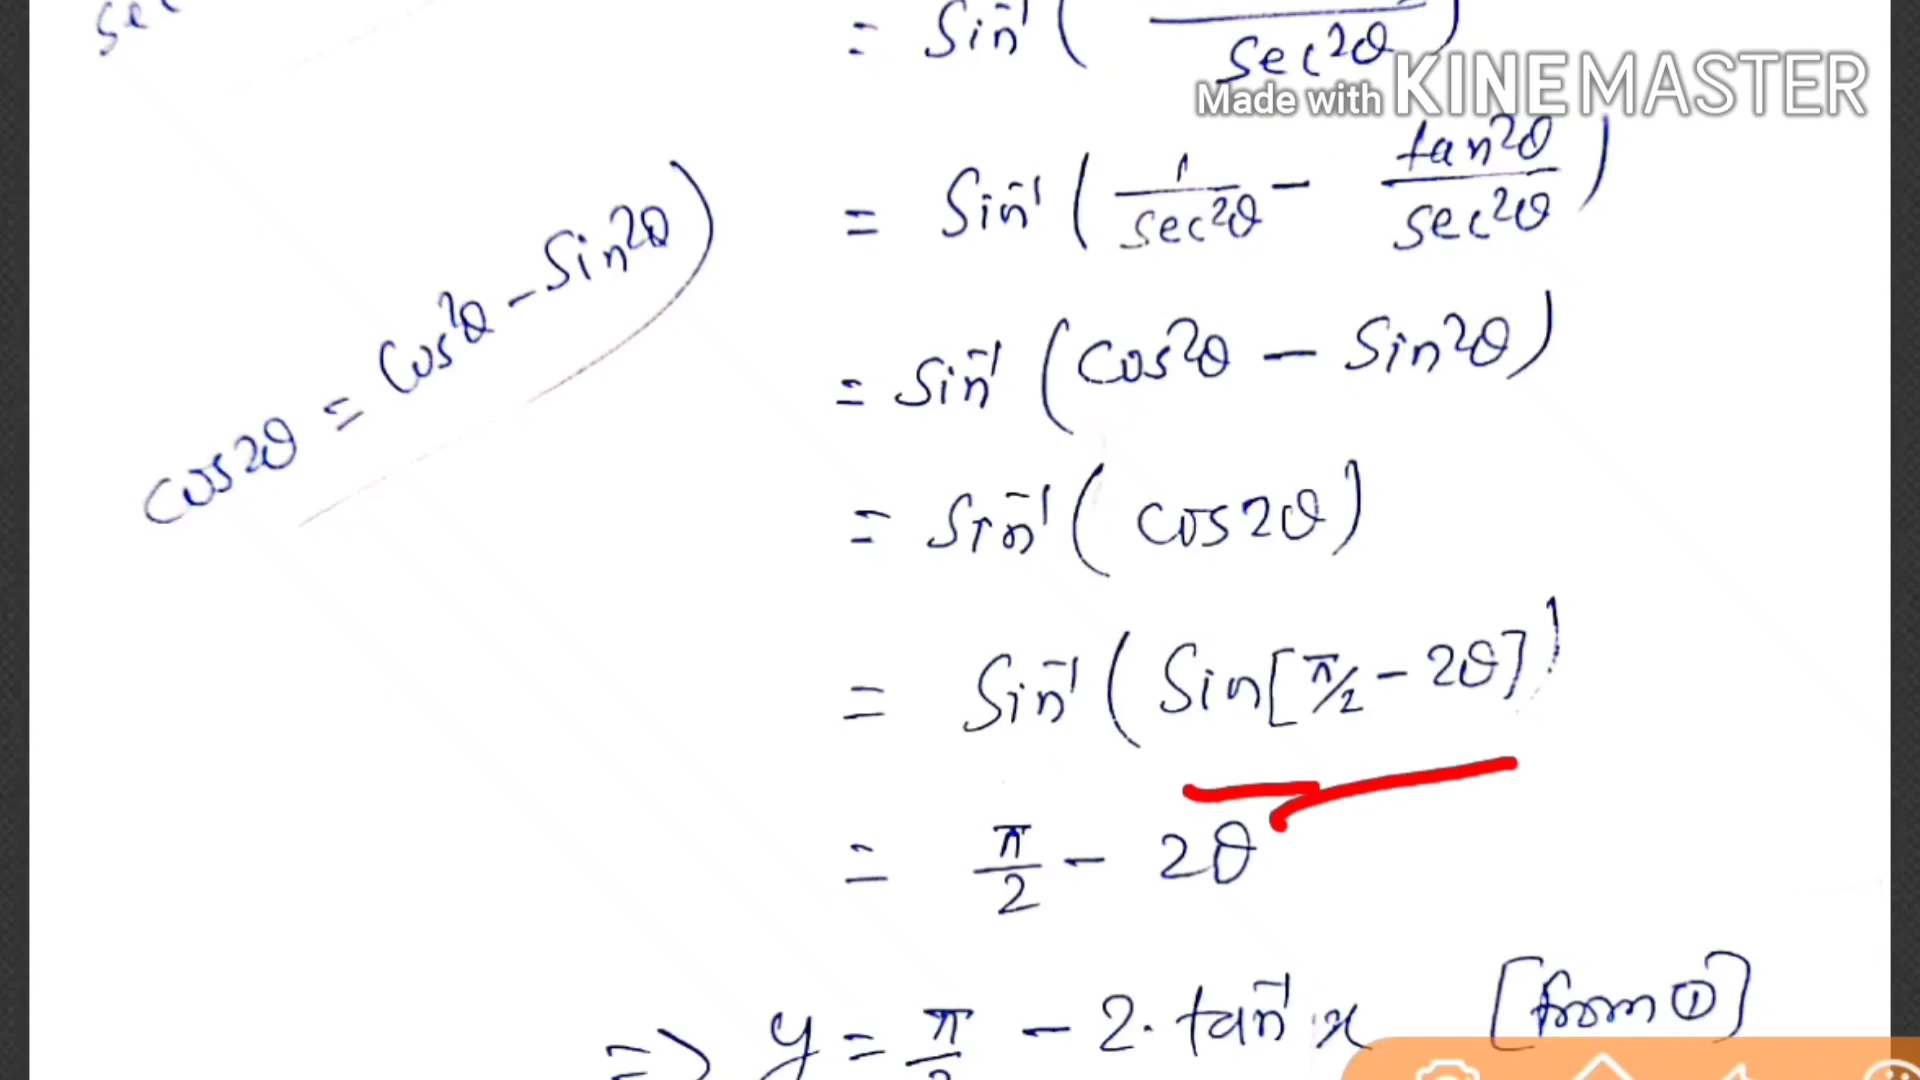 = Sin⁻¹ ( / Sec²θ )
Made with KINEMASTER
= Sin⁻¹ ( 1/sec²θ - tan²θ/sec²θ )
= Sin⁻¹ ( Cos²θ - Sin²θ )
cos2θ = cos²θ - Sin²θ
= Sin⁻¹ ( cos2θ )
= Sin⁻¹ ( Sin[π/2 - 2θ] )
= π/2 - 2θ
=> y = π/2 - 2. tan⁻¹ x [from ①]